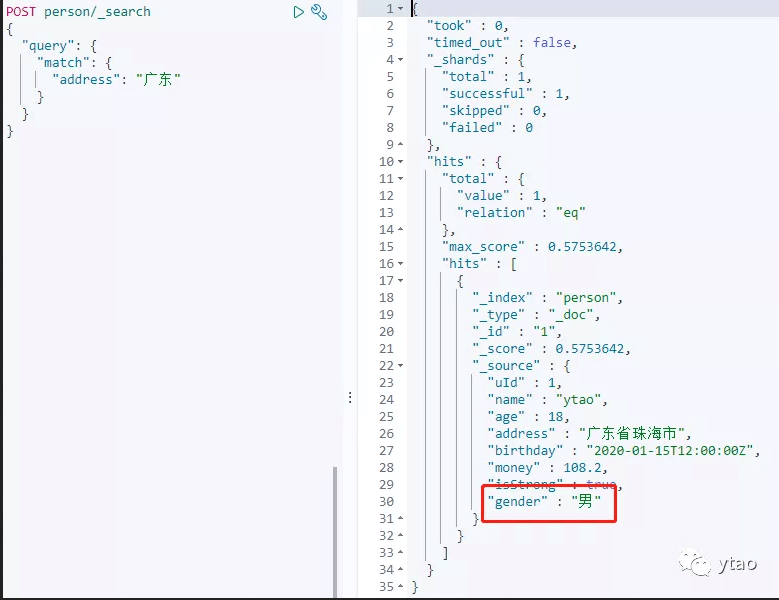 POST person/_search
{
"query": {
"match": {
"address": "广东"
}
}
}
1 {
2 "took" : 0,
3 "timed_out" : false,
4 "_shards" : {
5 "total" : 1,
6 "successful" : 1,
7 "skipped" : 0,
8 "failed" : 0
9 },
10 "hits" : {
11 "total" : {
12 "value" : 1,
13 "relation" : "eq"
14 },
15 "max_score" : 0.5753642,
16 "hits" : [
17 {
18 "_index" : "person",
19 "_type" : "_doc",
20 "_id" : "1",
21 "_score" : 0.5753642,
22 "_source" : {
23 "uId" : 1,
24 "name" : "ytao",
25 "age" : 18,
26 "address" : "广东省珠海市",
27 "birthday" : "2020-01-15T12:00:00Z",
28 "money" : 108.2,
29 "isStrong" : true,
30 "gender" : "男"
31 }
32 }
33 ]
34 }
35 }
ytao